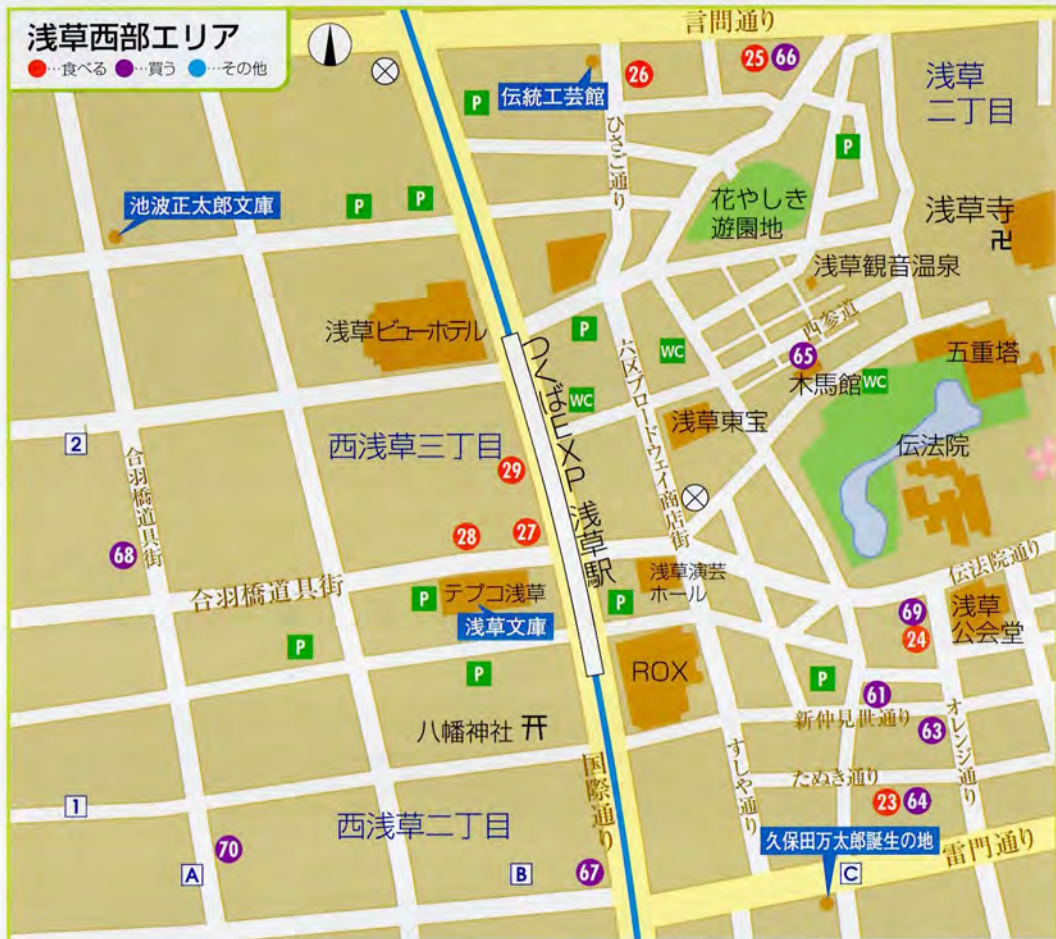 浅草西部エリア
●…食べる ●…買う ●…その他
言問通り
25 66
26
浅草
二丁目
P
伝統工芸館
ひさご通り
P
池波正太郎文庫
P
P
花やしき
遊園地
浅草寺
卍
浅草観音温泉
浅草ビューホテル
P
西参道
六区ブロードウェイ商店街
WC
65
五重塔
木馬館
WC
WC
つくばEXP 浅草駅
浅草東宝
2
西浅草三丁目
伝法院
合羽橋道具街
29
68
28
27
伝法院通り
合羽橋道具街
テプコ浅草
P
浅草文庫
浅草演芸
ホール
P
69
24
浅草
公会堂
P
P
ROX
P
61
新仲見世通り
63
オレンジ通り
八幡神社
国際通り
すしや通り
たぬき通り
23 64
1
西浅草二丁目
久保田万太郎誕生の地
雷門通り
70
A
B
67
C